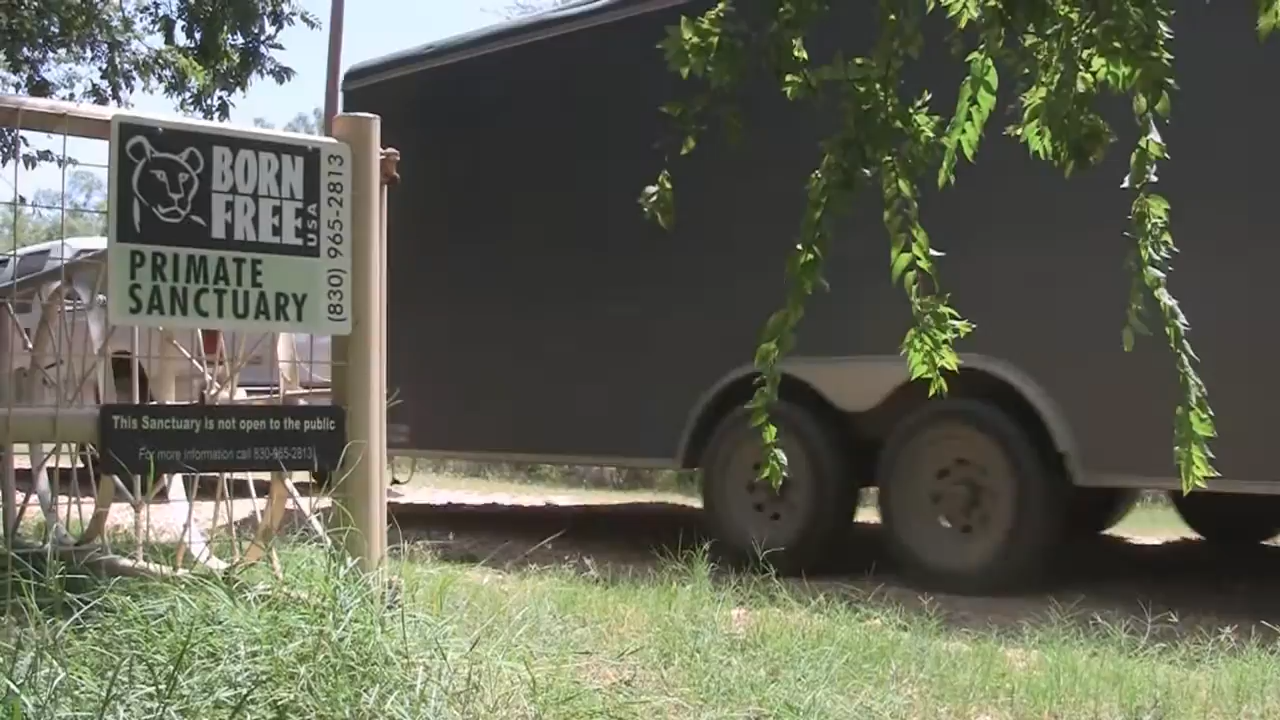 BORN
FREE
USA
PRIMATE
SANCTUARY
(830) 965-2813
This Sanctuary is not open to the public
For more information call 830-965-2813